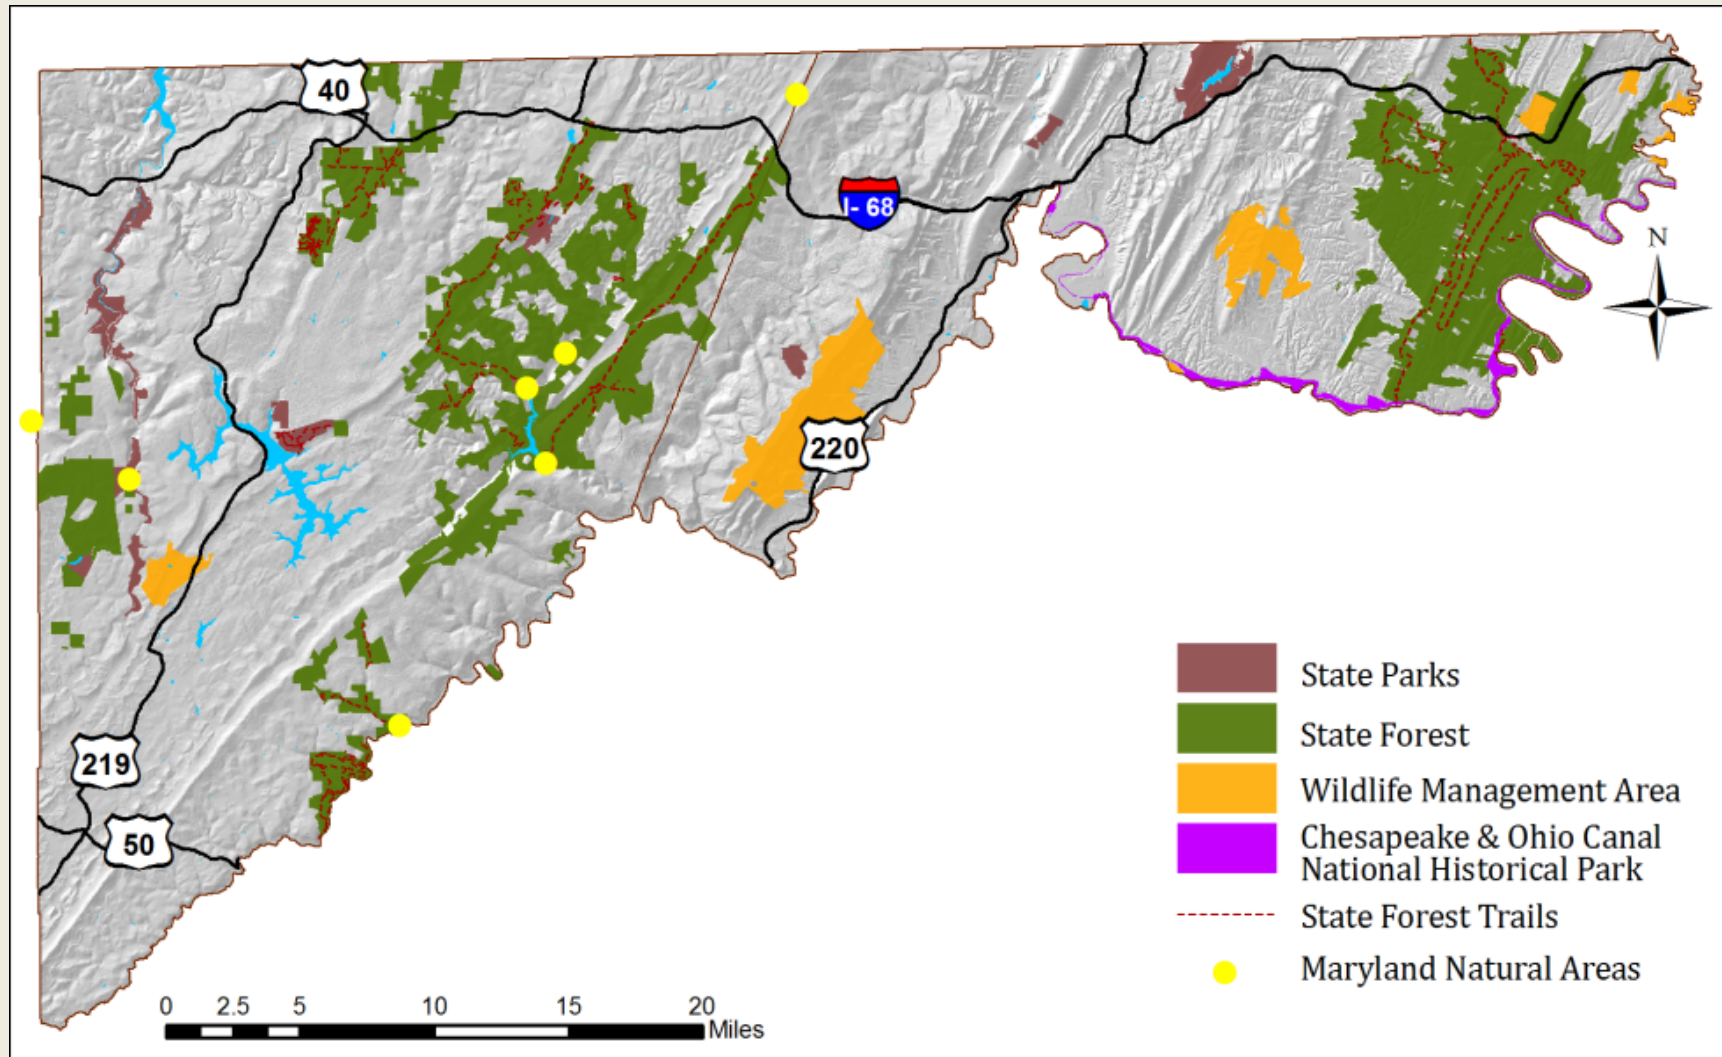 40
I- 68
N
220
219
50
State Parks
State Forest
Wildlife Management Area
Chesapeake & Ohio Canal
National Historical Park
State Forest Trails
Maryland Natural Areas
0 2.5 5 10 15 20
Miles